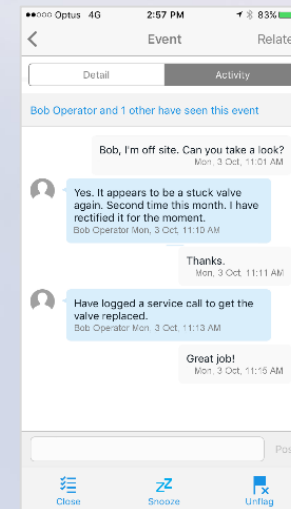 Optus 4G 2:57 PM 83%
Event Relate
Detail Activity
Bob Operator and 1 other have seen this event
Bob, I'm off site. Can you take a look?
Mon, 3 Oct, 11:01 AM
Yes. It appears to be a stuck valve
again. Second time this month. I have
rectified it for the moment.
Bob Operator Mon, 3 Oct, 11:10 AM
Thanks.
Mon, 3 Oct, 11:11 AM
Have logged a service call to get the
valve replaced.
Bob Operator Mon, 3 Oct, 11:13 AM
Great job!
Mon, 3 Oct, 11:15 AM
Pos
Close Snooze Unflag